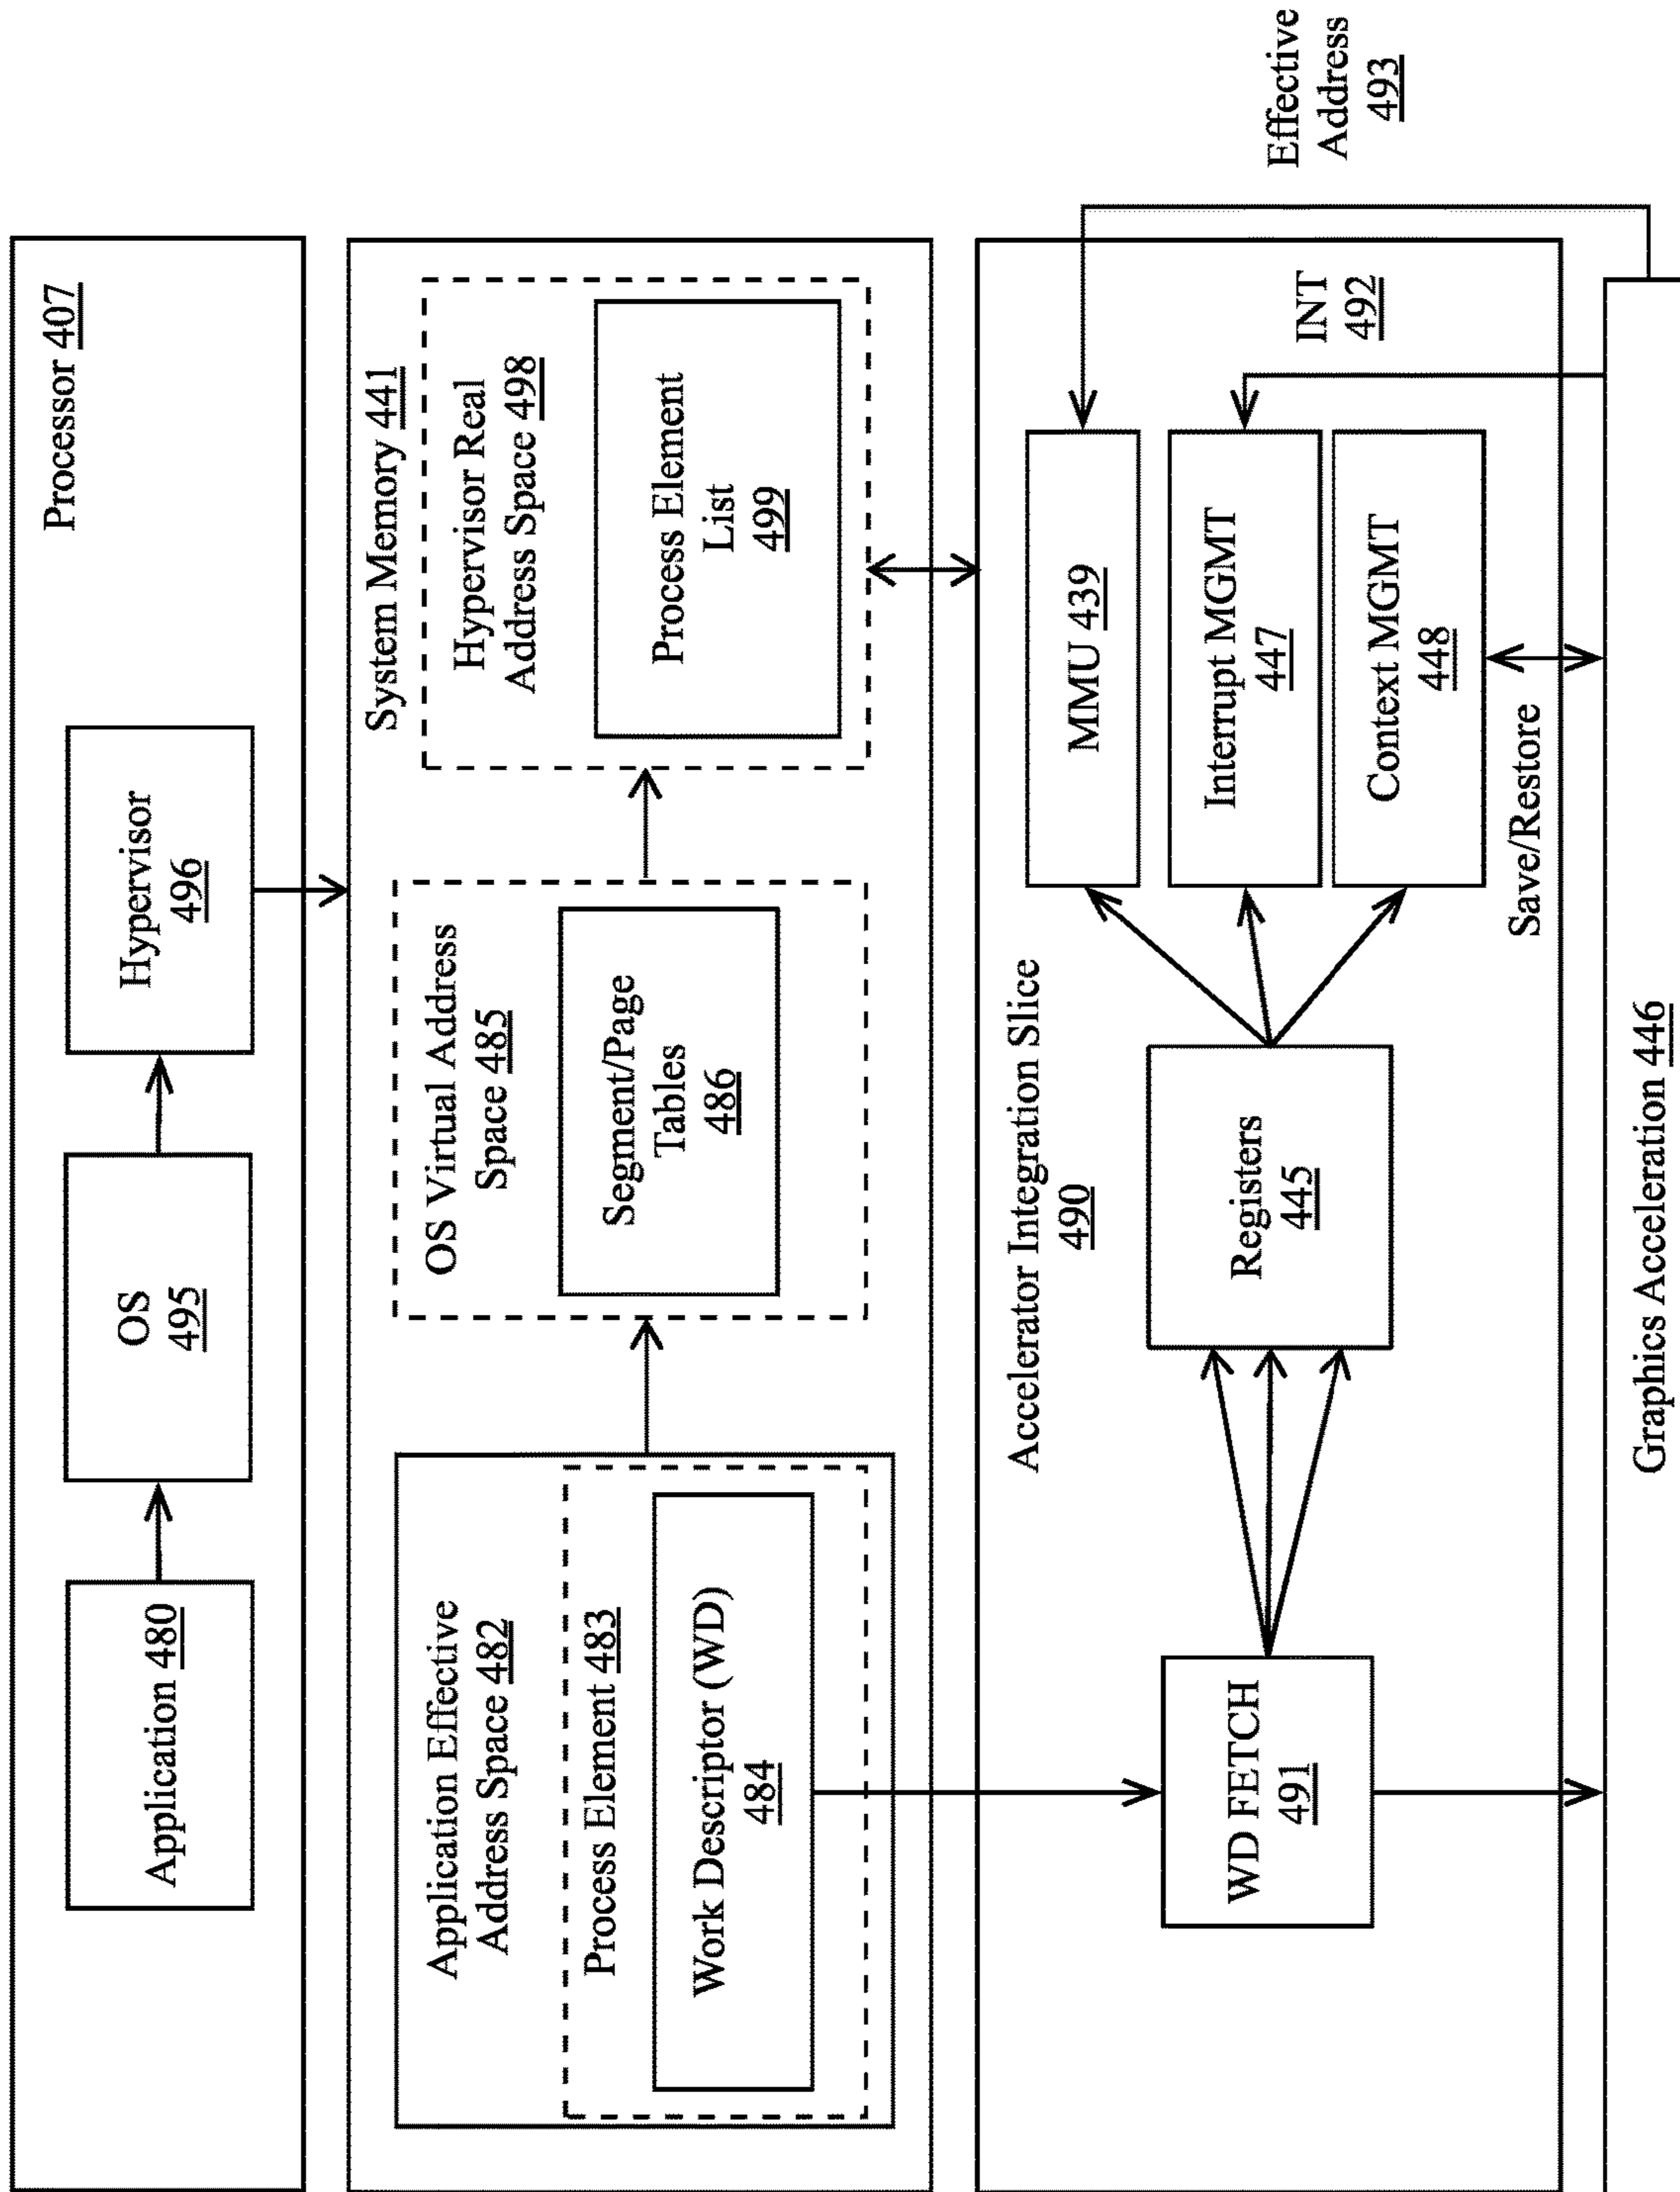 Processor 407
Application 480
OS
495
Hypervisor
496
System Memory 441
Application Effective
Address Space 482
Process Element 483
Work Descriptor (WD)
484
OS Virtual Address
Space 485
Segment/Page
Tables
486
Hypervisor Real
Address Space 498
Process Element
List
499
Accelerator Integration Slice
490
WD FETCH
491
Registers
445
MMU 439
Interrupt MGMT
447
Context MGMT
448
INT
492
Save/Restore
Effective
Address
493
Graphics Acceleration 446